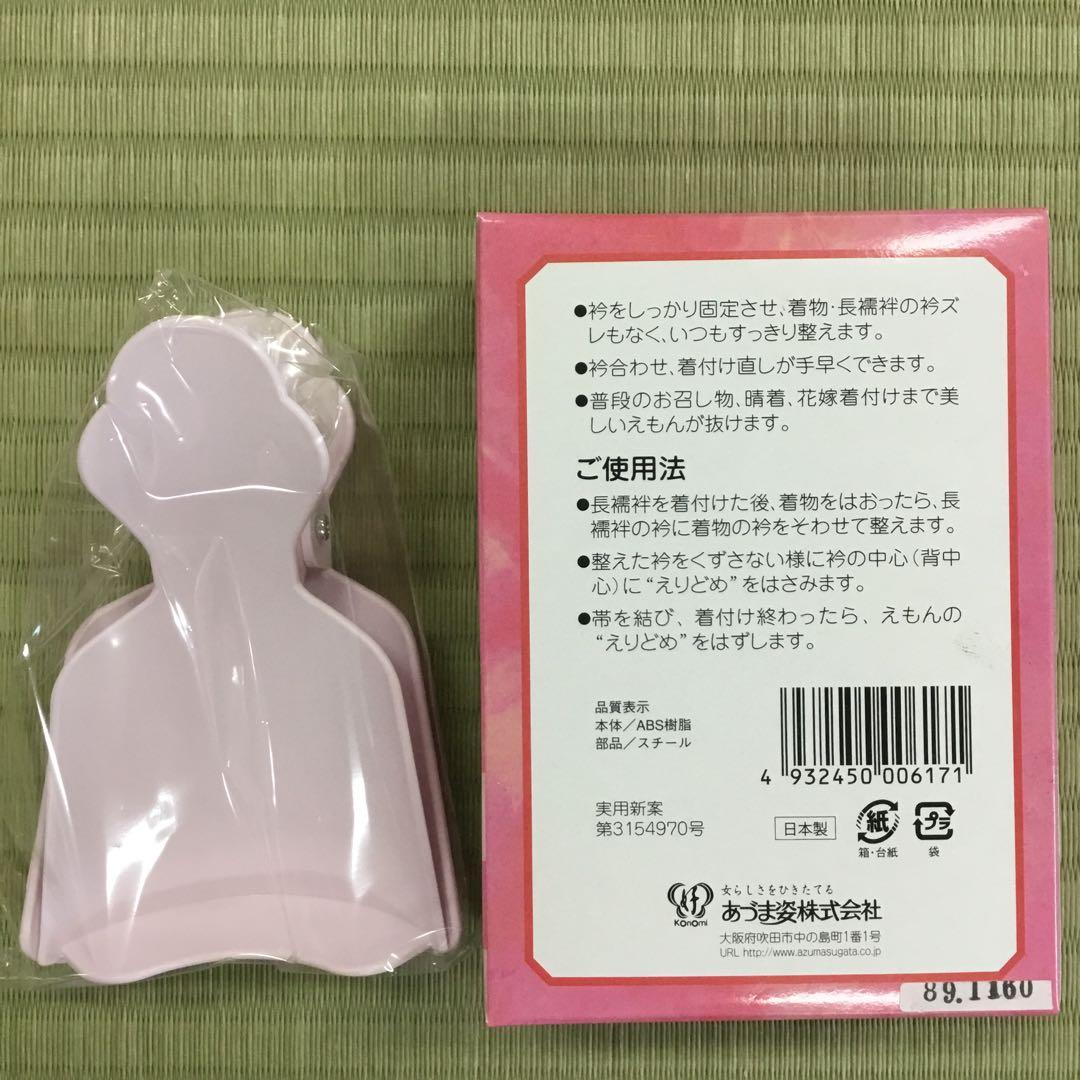 ●衿をしっかり固定させ、着物・長襦袢の衿ズ
レもなく、いつもすっきり整えます。
●衿合わせ、着付け直しが手早くできます。
●普段のお召し物、晴着、花嫁着付けまで美
しいえもんが抜けます。
ご使用法
●長襦袢を着付けた後、着物をはおったら、長
襦袢の衿に着物の衿をそわせて整えます。
●整えた衿をくずさない様に衿の中心(背中
心)に“えりどめ”をはさみます。
●帯を結び、着付け終わったら、えもんの
“えりどめ”をはずします。
品質表示
本体/ABS樹脂
部品/スチール
4 932450 006171
実用新案
第3154970号
日本製
紙
箱・台紙
プラ
袋
女らしさをひきたてる
Konomi
あづま姿株式会社
大阪府吹田市中の島町1番1号
URL http://www.azumasugata.co.jp
89.1160